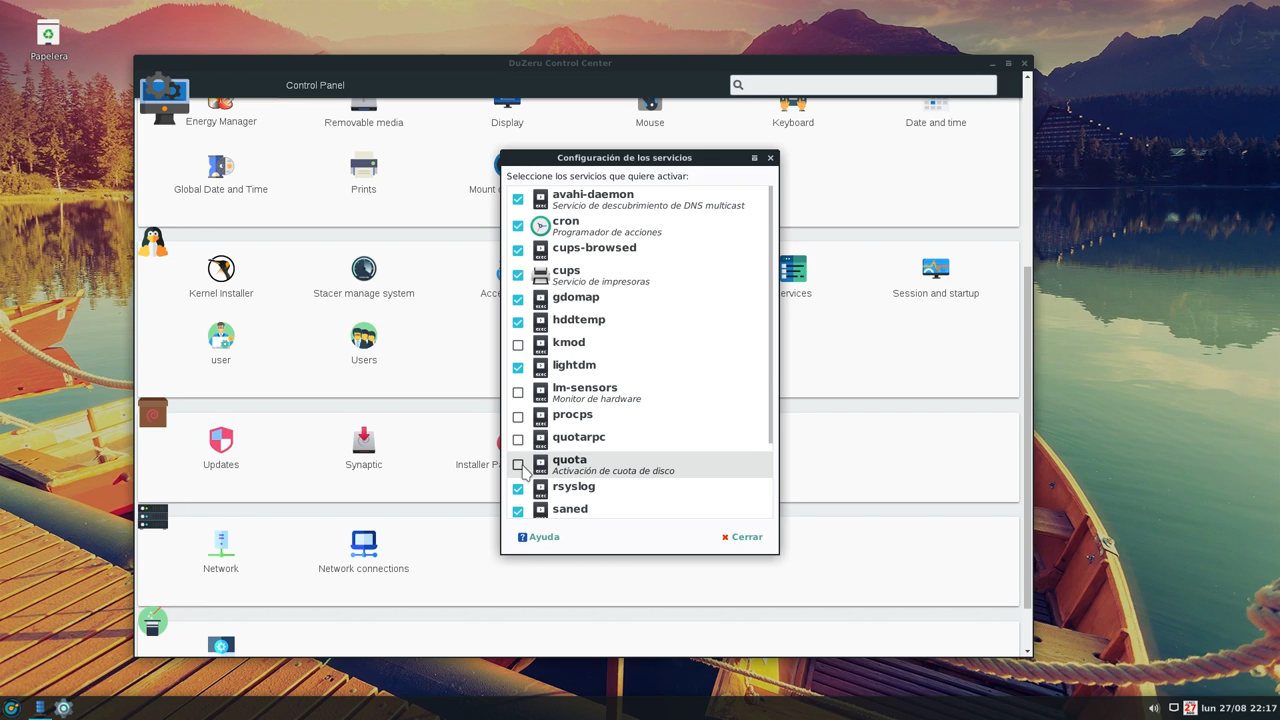 Papelera
DuZeru Control Center
Control Panel
Energy Manager
Removable media
Display
Mouse
Keyboard
Date and time
Global Date and Time
Prints
Mount
Configuración de los servicios
Seleccione los servicios que quiere activar:
avahi-daemon
Servicio de descubrimiento de DNS multicast
cron
Programador de acciones
cups-browsed
cups
Servicio de impresoras
gdomap
hddtemp
kmod
lightdm
lm-sensors
Monitor de hardware
procps
quotarpc
quota
Activación de cuota de disco
rsyslog
saned
Ayuda
Cerrar
Kernel Installer
Stacer manage system
Acce
ervices
Session and startup
user
Users
Updates
Synaptic
Installer P
Network
Network connections
27
lun 27/08 22:17